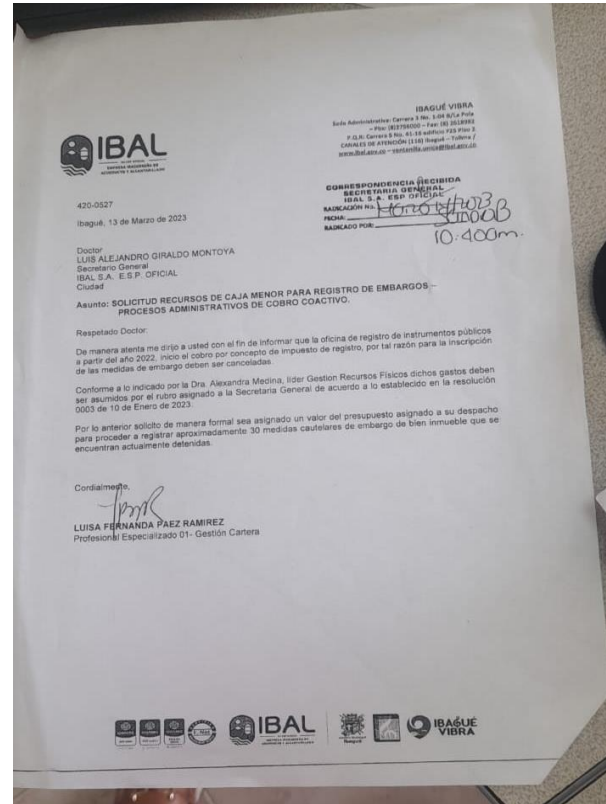 IBAGUÉ VIBRA
Sede Administrativa: Carrera 3 No. 1-04 B/La Pola
P.Q.R: Carrera 5 No. 41-16 edificio F25 Piso 2
CANALES DE ATENCIÓN (116) Ibagué – Tolima /
www.ibal.gov.co – ventanilla.unica@ibal.gov.co
IBAL
EMPRESA IBAGUEREÑA DE
ACUEDUCTO Y ALCANTARILLADO
CORRESPONDENCIA RECIBIDA
SECRETARIA GENERAL
IBAL S.A. ESP OFICIAL
RADICACIÓN No.
FECHA:
RADICADO POR:
420-0527
Ibagué, 13 de Marzo de 2023
Doctor
LUIS ALEJANDRO GIRALDO MONTOYA
Secretario General
IBAL S.A. E.S.P. OFICIAL
Ciudad
Asunto: SOLICITUD RECURSOS DE CAJA MENOR PARA REGISTRO DE EMBARGOS –
PROCESOS ADMINISTRATIVOS DE COBRO COACTIVO.
Respetado Doctor:
De manera atenta me dirijo a usted con el fin de informar que la oficina de registro de instrumentos públicos
a partir del año 2022, inicio el cobro por concepto de impuesto de registro, por tal razón para la inscripción
de las medidas de embargo deben ser canceladas.
Conforme a lo indicado por la Dra. Alexandra Medina, líder Gestion Recursos Físicos dichos gastos deben
ser asumidos por el rubro asignado a la Secretaria General de acuerdo a lo establecido en la resolución
0003 de 10 de Enero de 2023.
Por lo anterior solicito de manera formal sea asignado un valor del presupuesto asignado a su despacho
para proceder a registrar aproximadamente 30 medidas cautelares de embargo de bien inmueble que se
encuentran actualmente detenidas.
Cordialmente,
LUISA FERNANDA PAEZ RAMIREZ
Profesional Especializado 01- Gestión Cartera
IBAL
IBAGUÉ
VIBRA